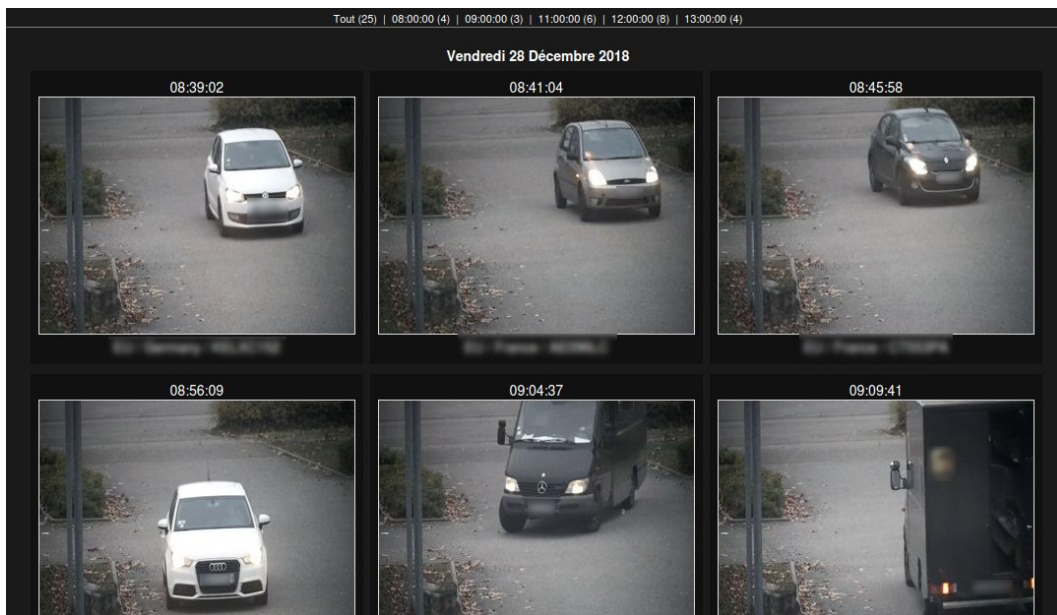 Tout (25) | 08:00:00 (4) | 09:00:00 (3) | 11:00:00 (6) | 12:00:00 (8) | 13:00:00 (4)
Vendredi 28 Décembre 2018
08:39:02 08:41:04 08:45:58
08:56:09 09:04:37 09:09:41